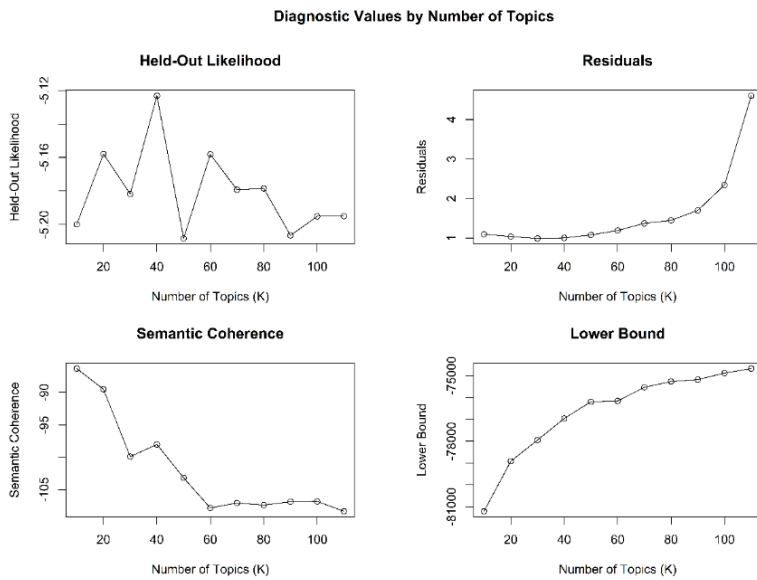 Diagnostic Values by Number of Topics
Held-Out Likelihood
Held-Out Likelihood
-5.12
-5.16
-5.20
20 40 60 80 100
Number of Topics (K)
Residuals
Residuals
4
3
2
1
20 40 60 80 100
Number of Topics (K)
Semantic Coherence
Semantic Coherence
-90
-95
-105
20 40 60 80 100
Number of Topics (K)
Lower Bound
Lower Bound
-75000
-78000
-81000
20 40 60 80 100
Number of Topics (K)